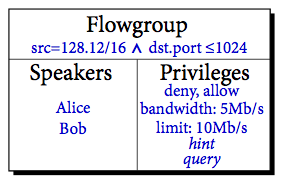 Flowgroup
src=128.12/16 ∧ dst.port ≤1024
Speakers
Alice
Bob
Privileges
deny, allow
bandwidth: 5Mb/s
limit: 10Mb/s
hint
query